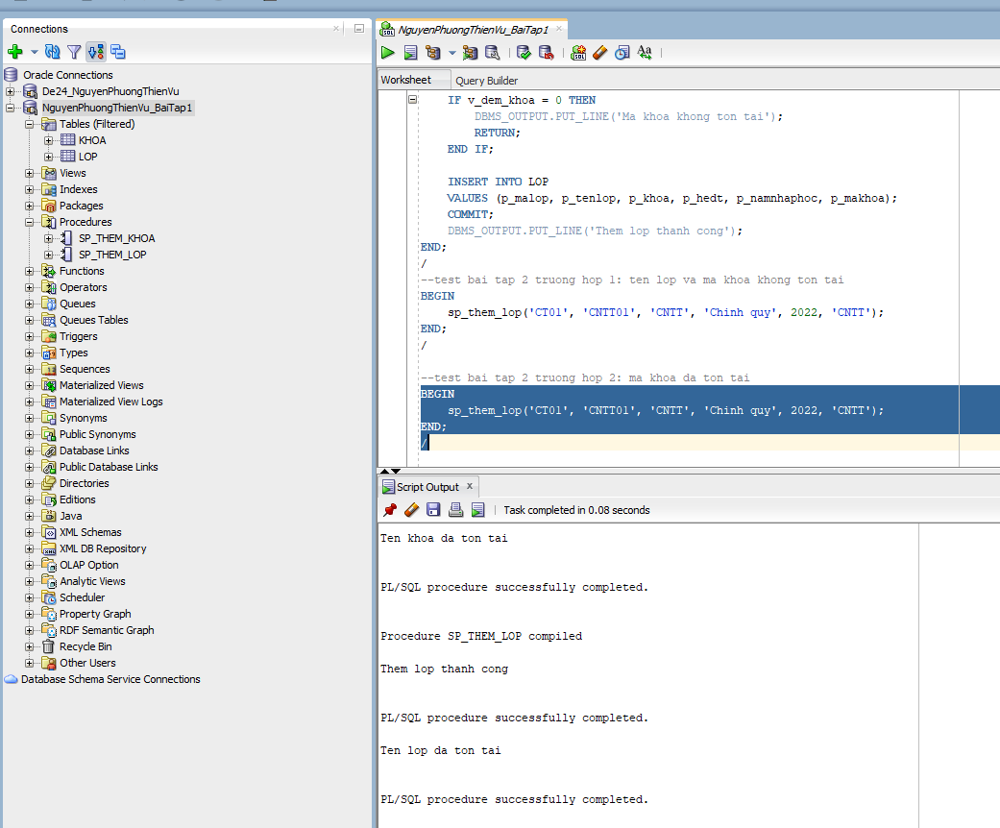 Connections
Oracle Connections
De24_NguyenPhuongThienVu
NguyenPhuongThienVu_BaiTap1
Tables (Filtered)
KHOA
LOP
Views
Indexes
Packages
Procedures
SP_THEM_KHOA
SP_THEM_LOP
Functions
Operators
Queues
Queues Tables
Triggers
Types
Sequences
Materialized Views
Materialized View Logs
Synonyms
Public Synonyms
Database Links
Public Database Links
Directories
Editions
Java
XML Schemas
XML DB Repository
OLAP Option
Analytic Views
Scheduler
Property Graph
RDF Semantic Graph
Recycle Bin
Other Users
Database Schema Service Connections
NguyenPhuongThienVu_BaiTap1
Worksheet Query Builder
IF v_dem_khoa = 0 THEN
DBMS_OUTPUT.PUT_LINE('Ma khoa khong ton tai');
RETURN;
END IF;
INSERT INTO LOP
VALUES (p_malop, p_tenlop, p_khoa, p_hedt, p_namnhaphoc, p_makhoa);
COMMIT;
DBMS_OUTPUT.PUT_LINE('Them lop thanh cong');
END;
/
--test bai tap 2 truong hop 1: ten lop va ma khoa khong ton tai
BEGIN
sp_them_lop('CT01', 'CNTT01', 'CNTT', 'Chinh quy', 2022, 'CNTT');
END;
/
--test bai tap 2 truong hop 2: ma khoa da ton tai
BEGIN
sp_them_lop('CT01', 'CNTT01', 'CNTT', 'Chinh quy', 2022, 'CNTT');
END;
/
Script Output
Task completed in 0.08 seconds
Ten khoa da ton tai
PL/SQL procedure successfully completed.
Procedure SP_THEM_LOP compiled
Them lop thanh cong
PL/SQL procedure successfully completed.
Ten lop da ton tai
PL/SQL procedure successfully completed.